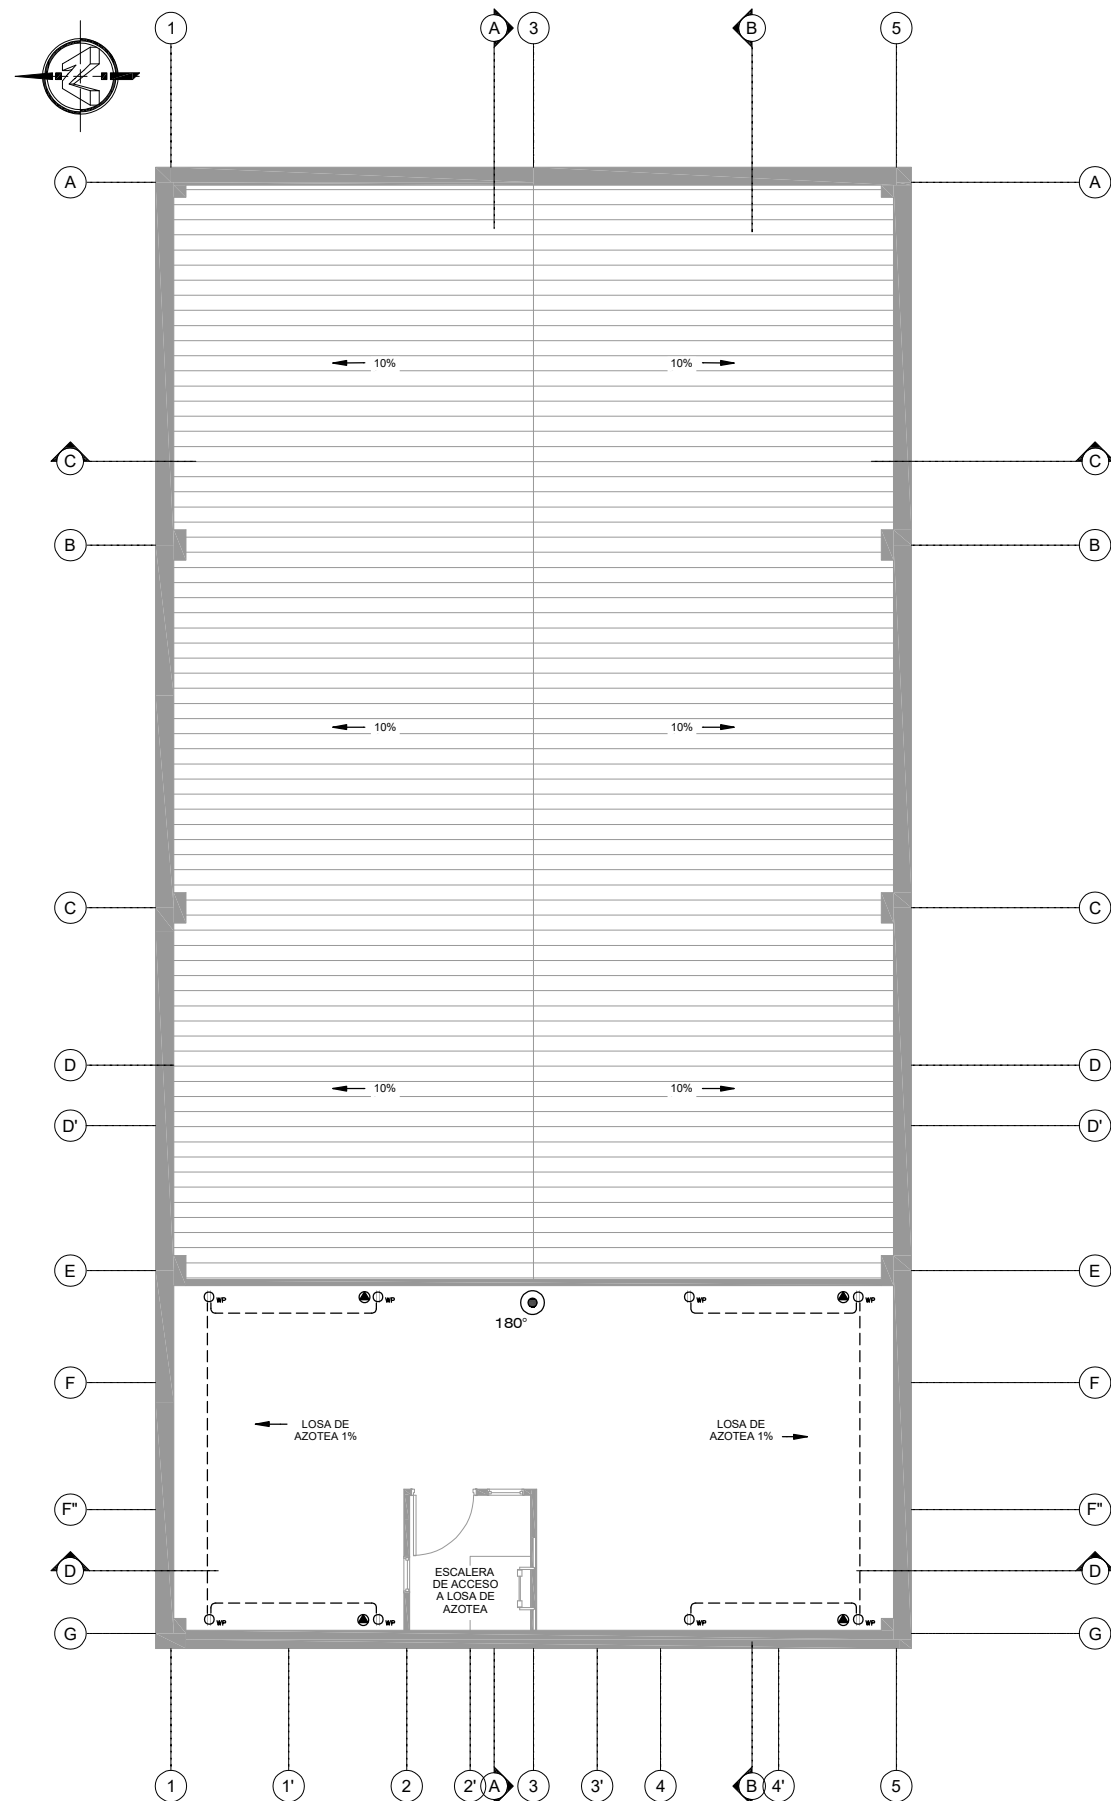 1
A
3
B
5
N
A
A
10%
10%
C
C
B
B
10%
10%
C
C
D
D
10%
10%
D'
D'
E
E
WP
WP
WP
WP
180°
F
F
LOSA DE
AZOTEA 1%
LOSA DE
AZOTEA 1%
F"
F"
D
D
ESCALERA
DE ACCESO
A LOSA DE
AZOTEA
WP
WP
WP
WP
G
G
1
1'
2
2'
A
3
3'
4
B
4'
5